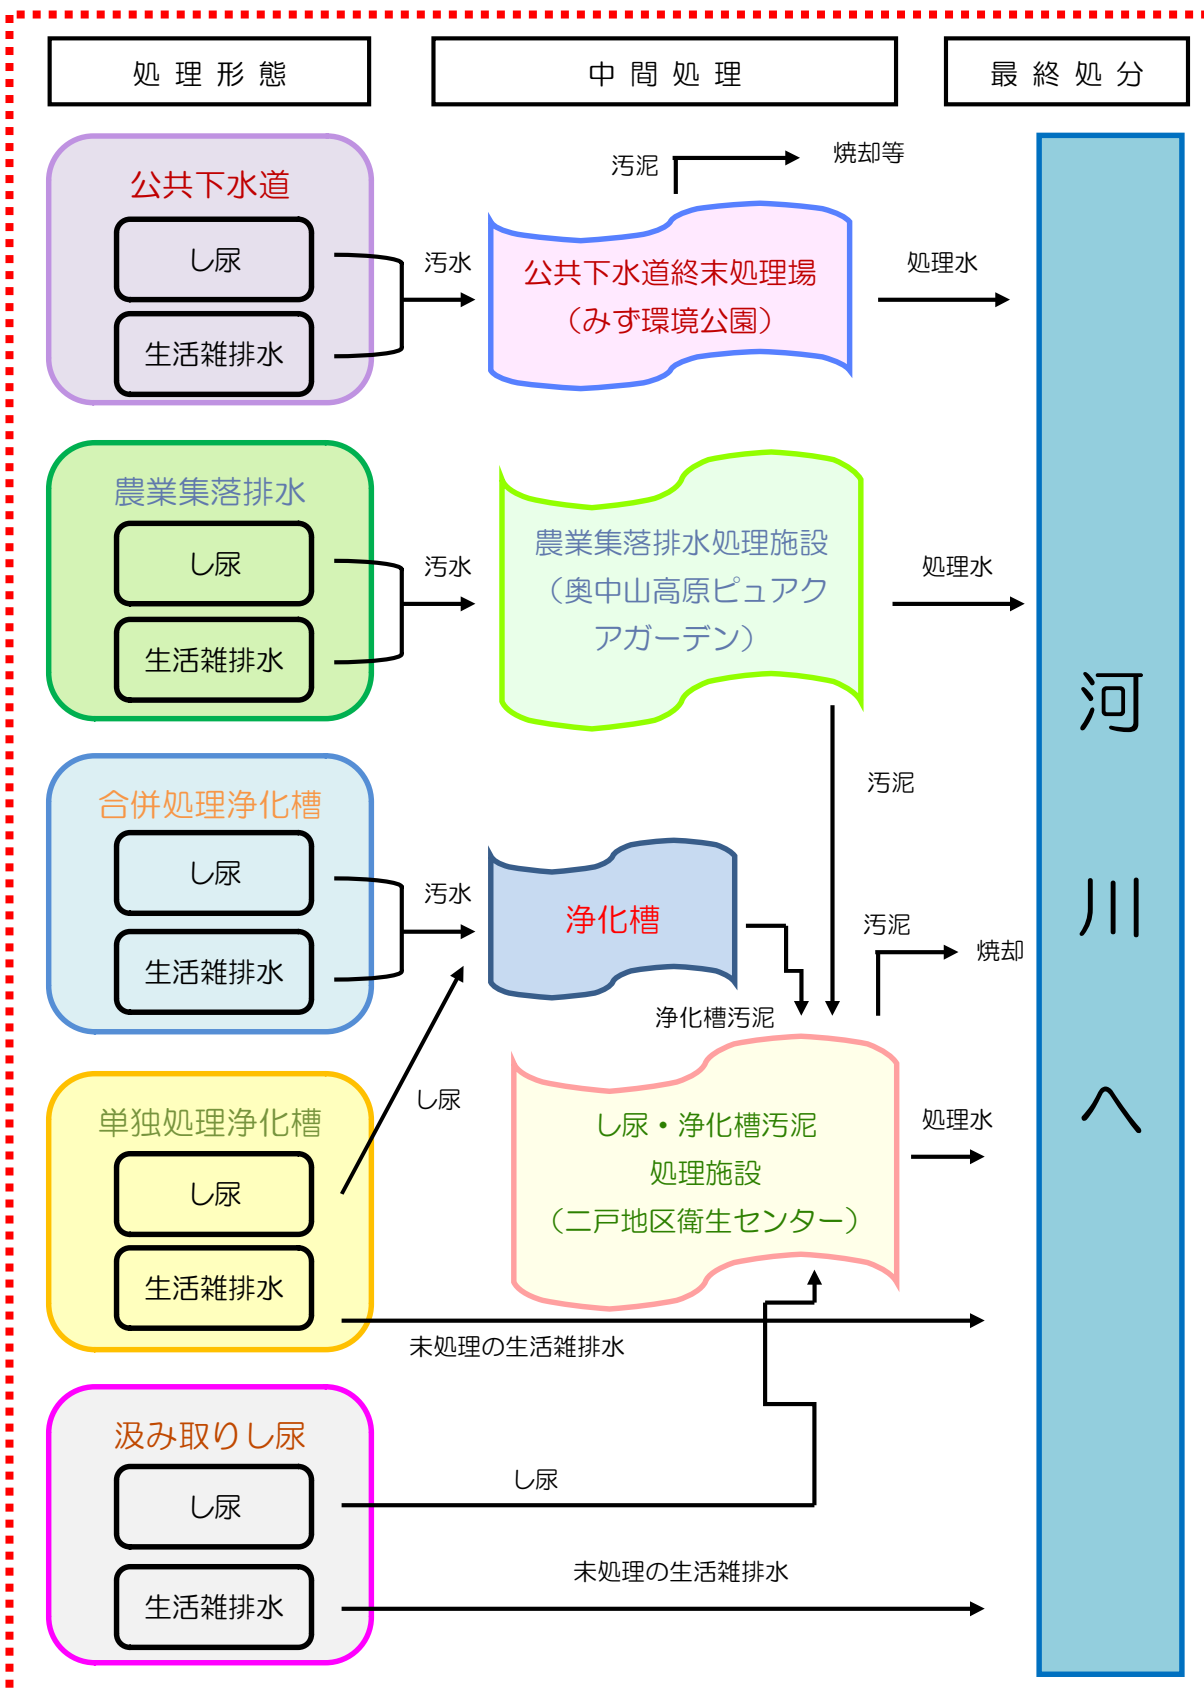 処理形態
中間処理
最終処分
公共下水道
し尿
生活雑排水
汚水
汚泥
焼却等
公共下水道終末処理場
（みず環境公園）
処理水
農業集落排水
し尿
生活雑排水
汚水
農業集落排水処理施設
（奥中山高原ピュアク
アガーデン）
処理水
汚泥
合併処理浄化槽
し尿
生活雑排水
汚水
浄化槽
浄化槽汚泥
汚泥
焼却
単独処理浄化槽
し尿
生活雑排水
し尿
し尿・浄化槽汚泥
処理施設
（二戸地区衛生センター）
処理水
未処理の生活雑排水
汲み取りし尿
し尿
生活雑排水
し尿
未処理の生活雑排水
河川へ